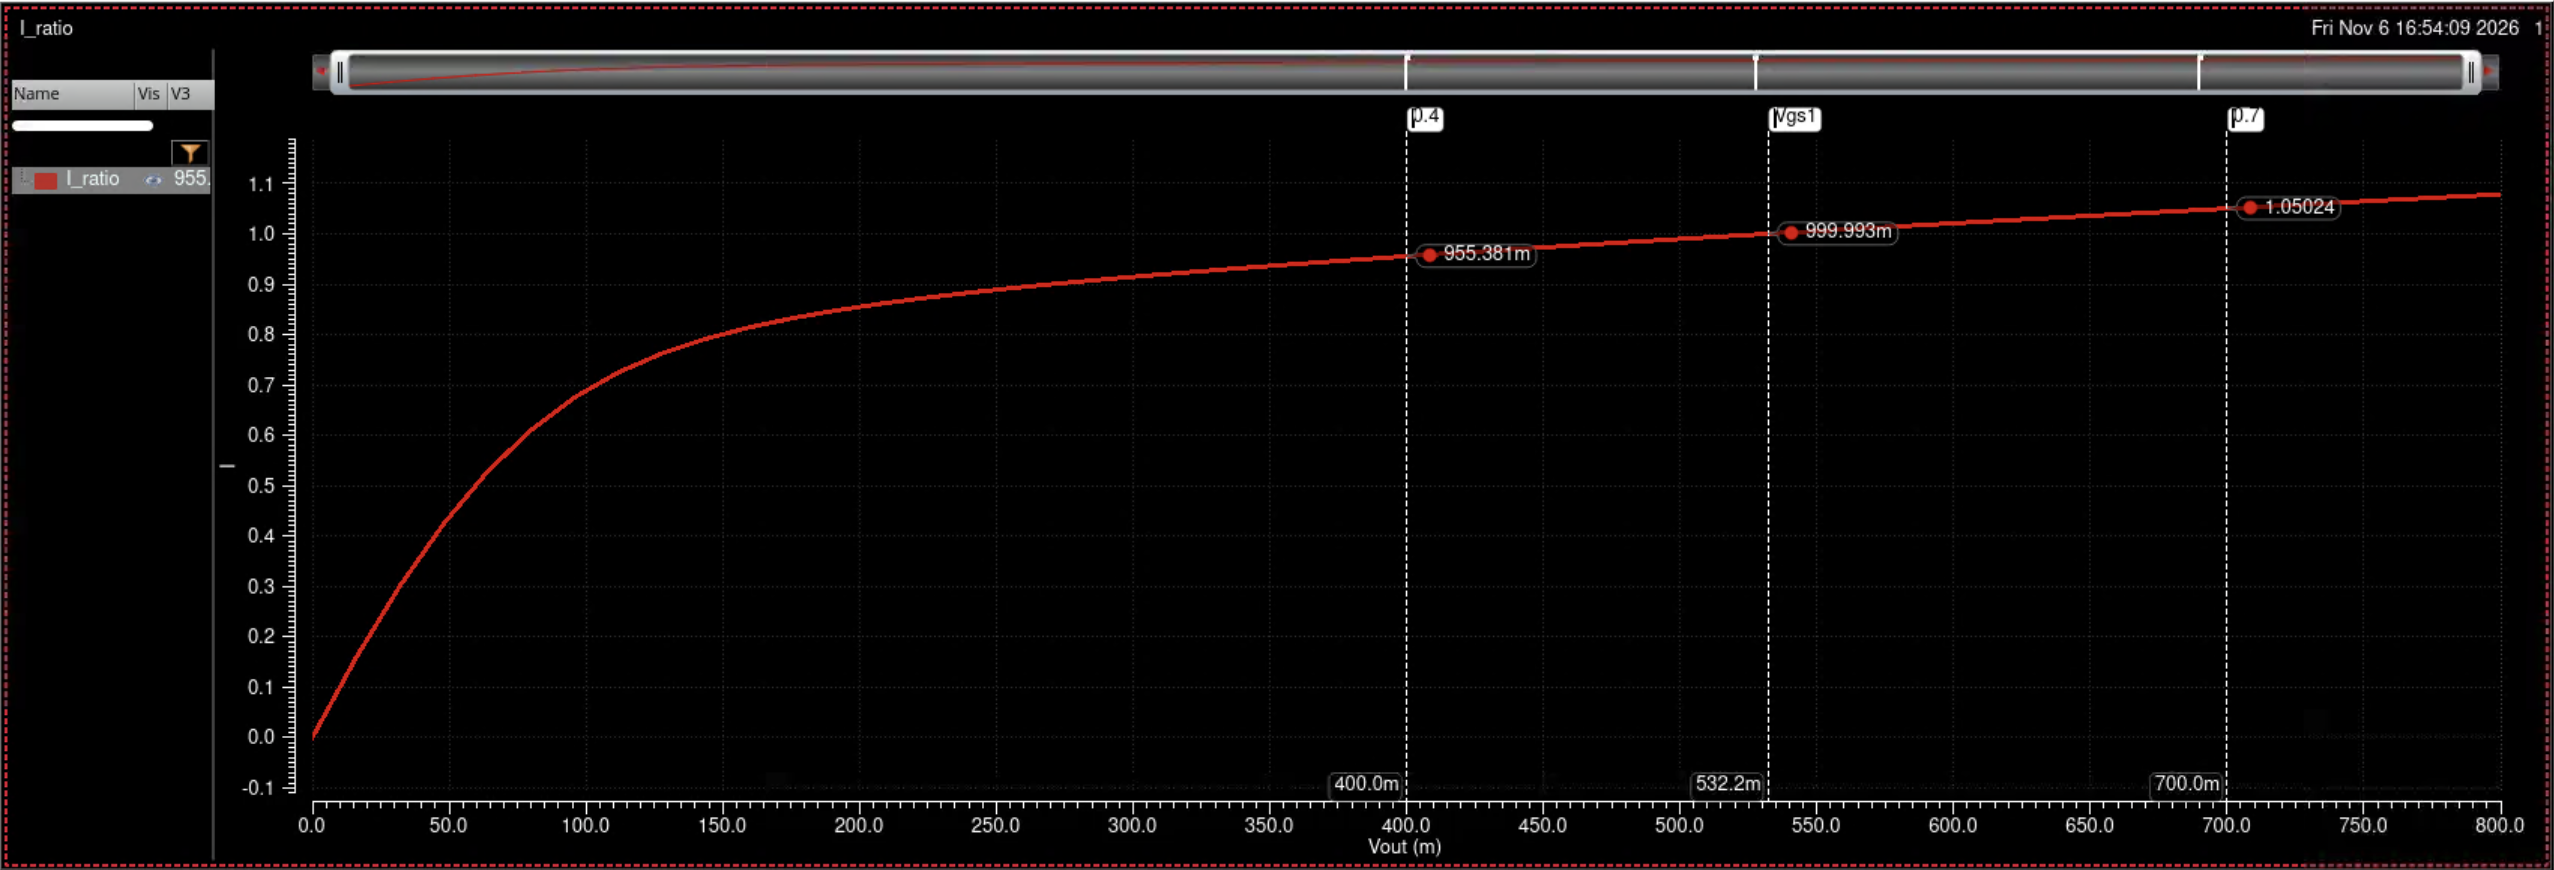 I_ratio
Fri Nov 6 16:54:09 2026 1
Name Vis V3
I_ratio 955.
0.4 Vgs1 0.7
1.1
1.0
0.9
0.8
0.7
0.6
0.5
0.4
0.3
0.2
0.1
0.0
-0.1
955.381m
999.993m
1.05024
400.0m 532.2m 700.0m
0.0 50.0 100.0 150.0 200.0 250.0 300.0 350.0 400.0 450.0 500.0 550.0 600.0 650.0 700.0 750.0 800.0
Vout (m)